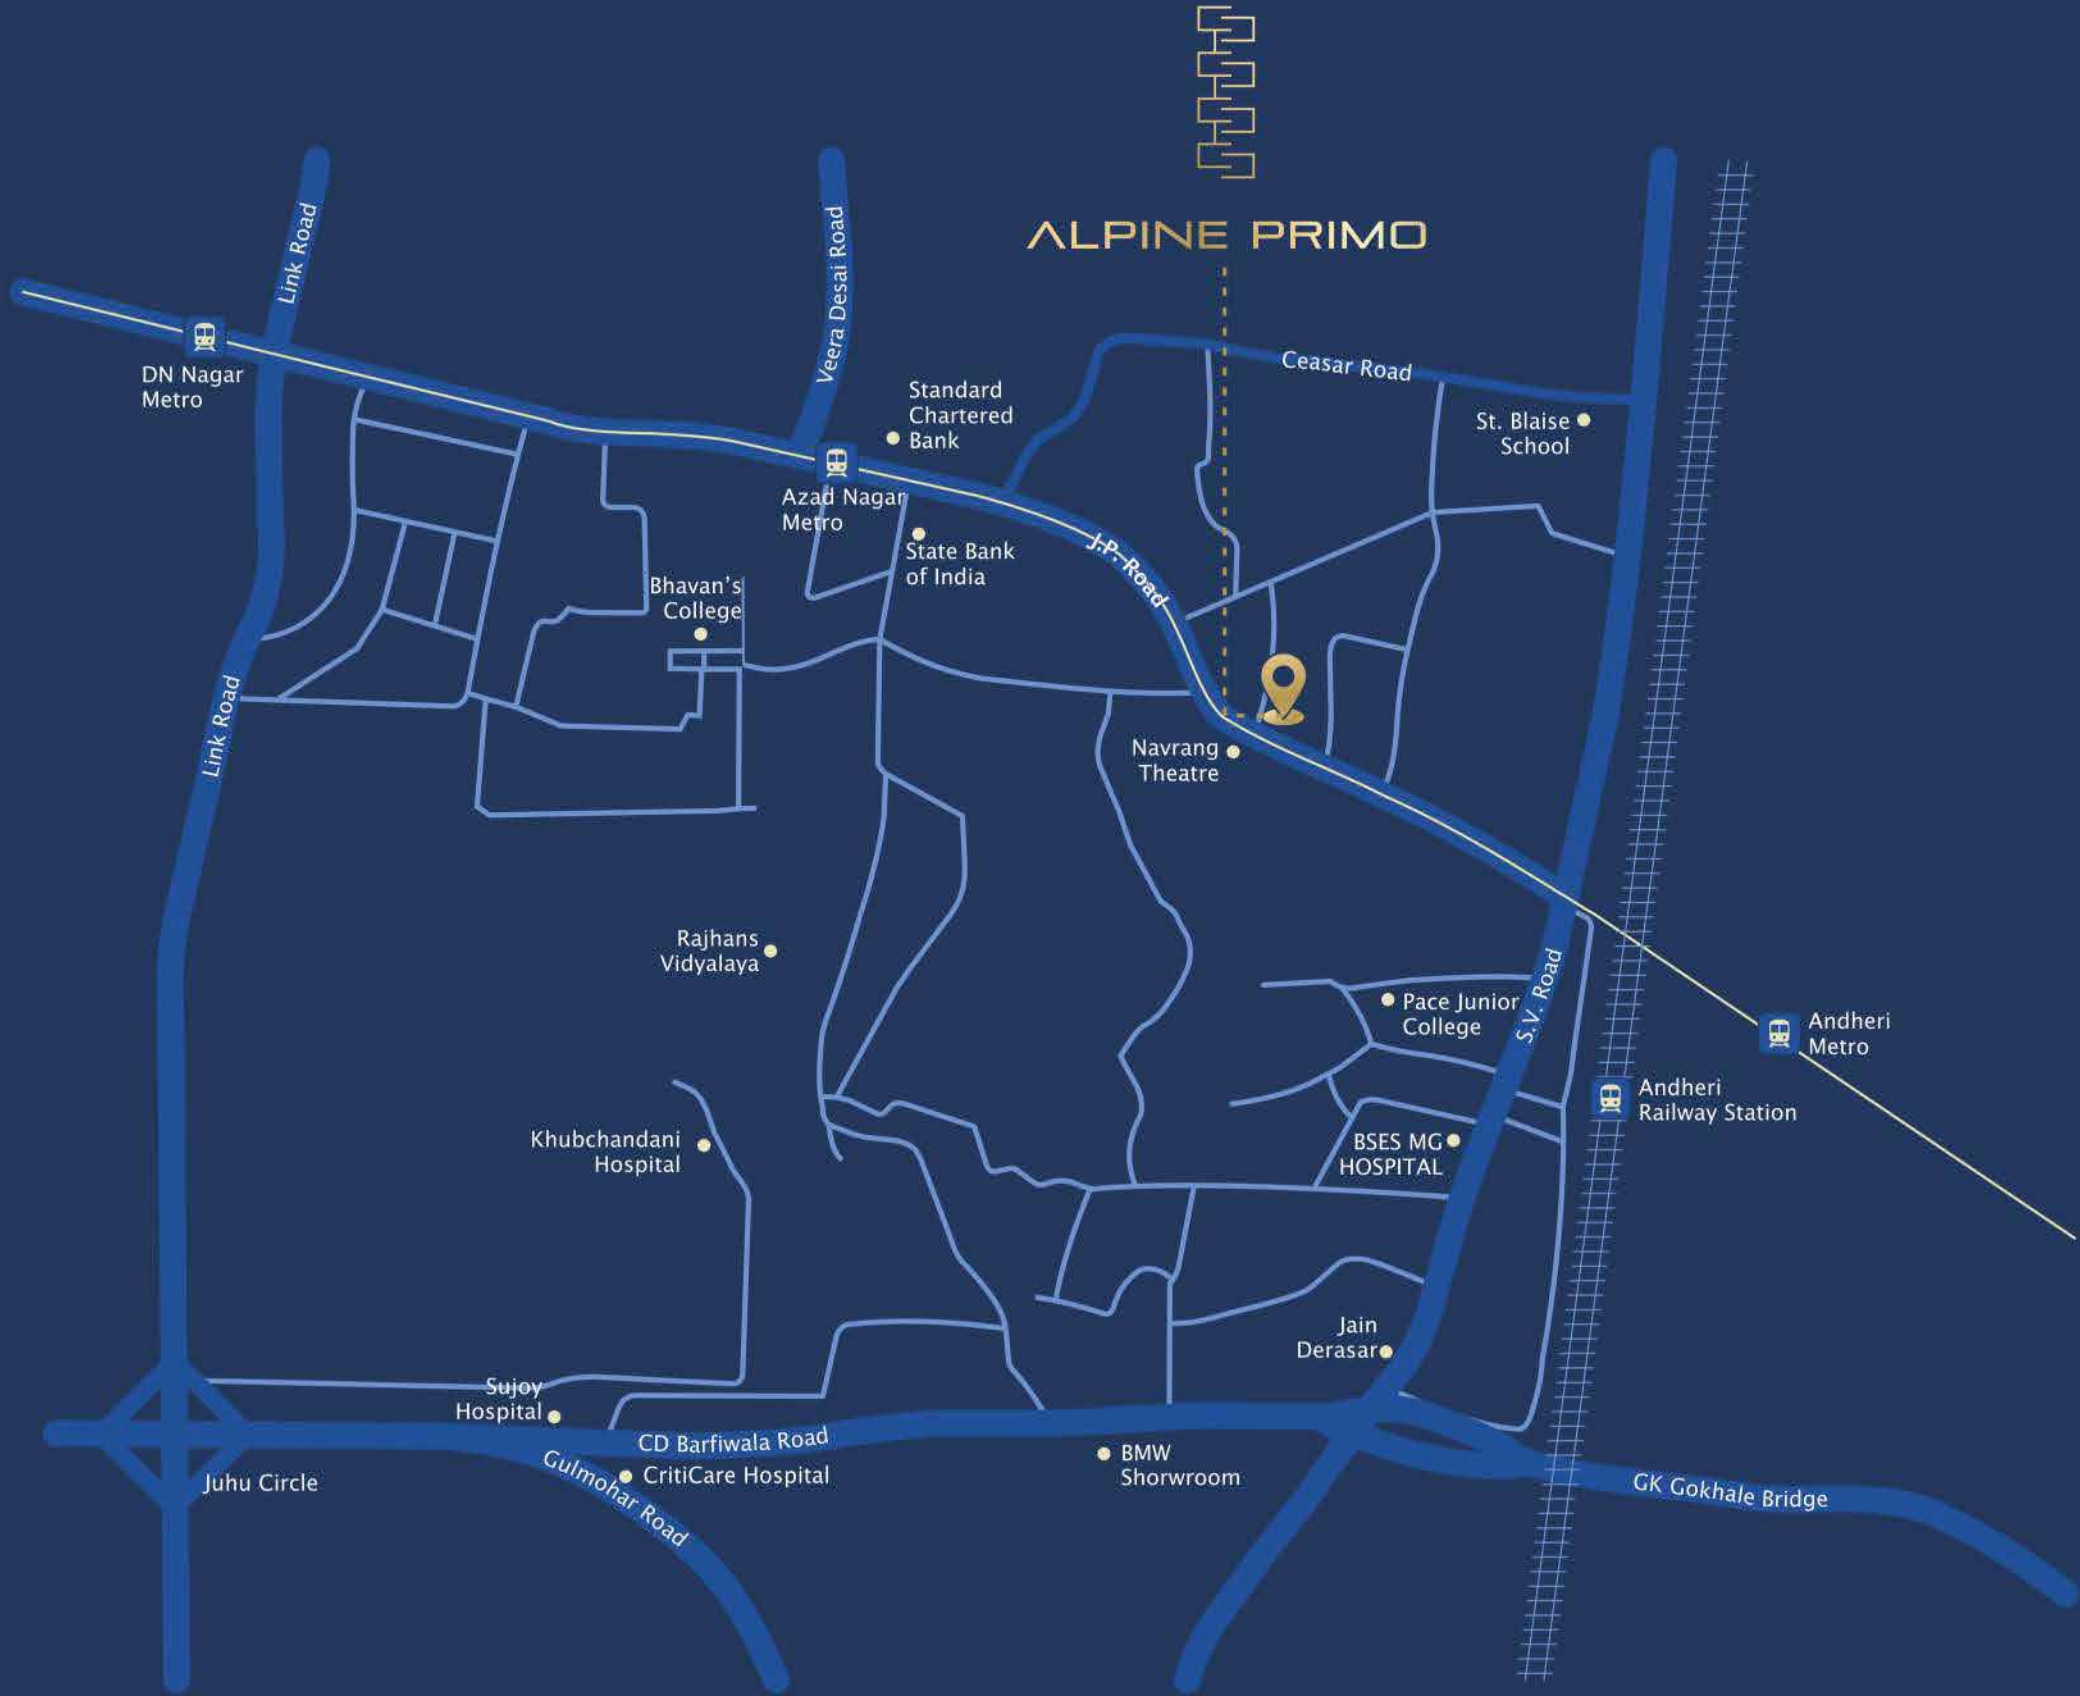 ALPINE PRIMO
Link Road
Veera Desai Road
DN Nagar
Metro
Standard
Chartered
Bank
Ceasar Road
St. Blaise
School
Azad Nagar
Metro
State Bank
of India
J.P. Road
Bhavan's
College
Link Road
Navrang
Theatre
Rajhans
Vidyalaya
Pace Junior
College
S.V. Road
Andheri
Metro
Andheri
Railway Station
Khubchandani
Hospital
BSES MG
HOSPITAL
Jain
Derasar
Sujoy
Hospital
CD Barfiwala Road
Juhu Circle
Gulmohar Road
CritiCare Hospital
BMW
Shorwroom
GK Gokhale Bridge